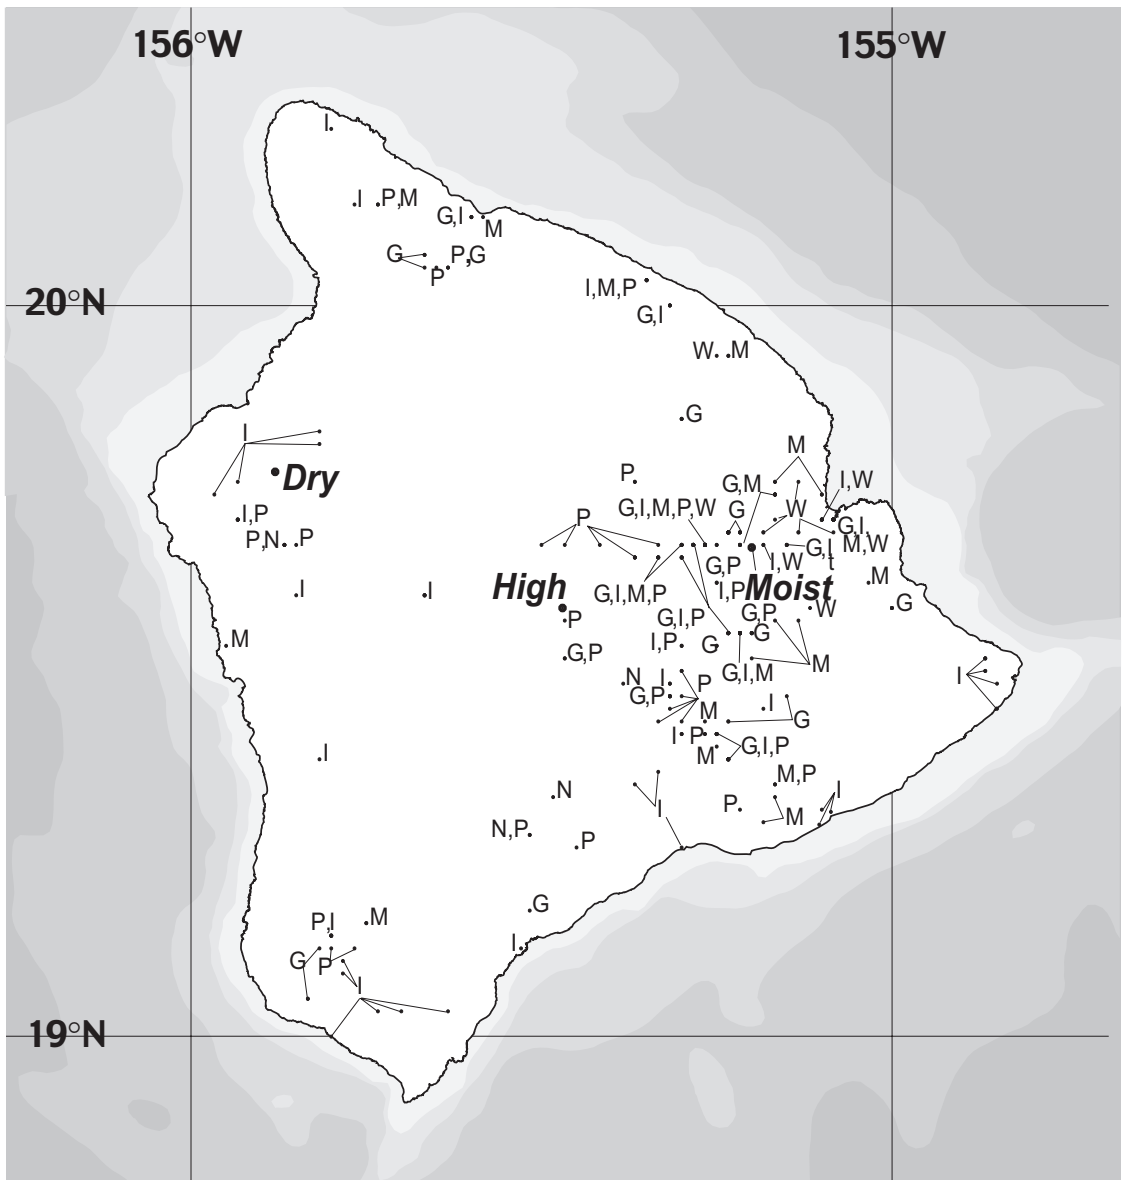 156°W
155°W
I
I
P,M
G,I
M
G
P,G
P
20°N
I,M,P
G,I
W
M
G
I
M
Dry
P
G,M
I,W
G,I,M,P,W
G
W
P
I,P
G,I
P,N
P
G,I
M,W
I,W
t
G,P
High
G,I,M,P
I,P
Moist
M
I
I
G
P
G,I,P
G,P
W
M
I,P
G
G
G,P
G,I,M
M
N
I
P
I
G,P
M
I
G
I
P
M
G,I,P
I
M,P
N
I
P
I
M
N,P
P
G
P,I
M
I
G
P
I
19°N